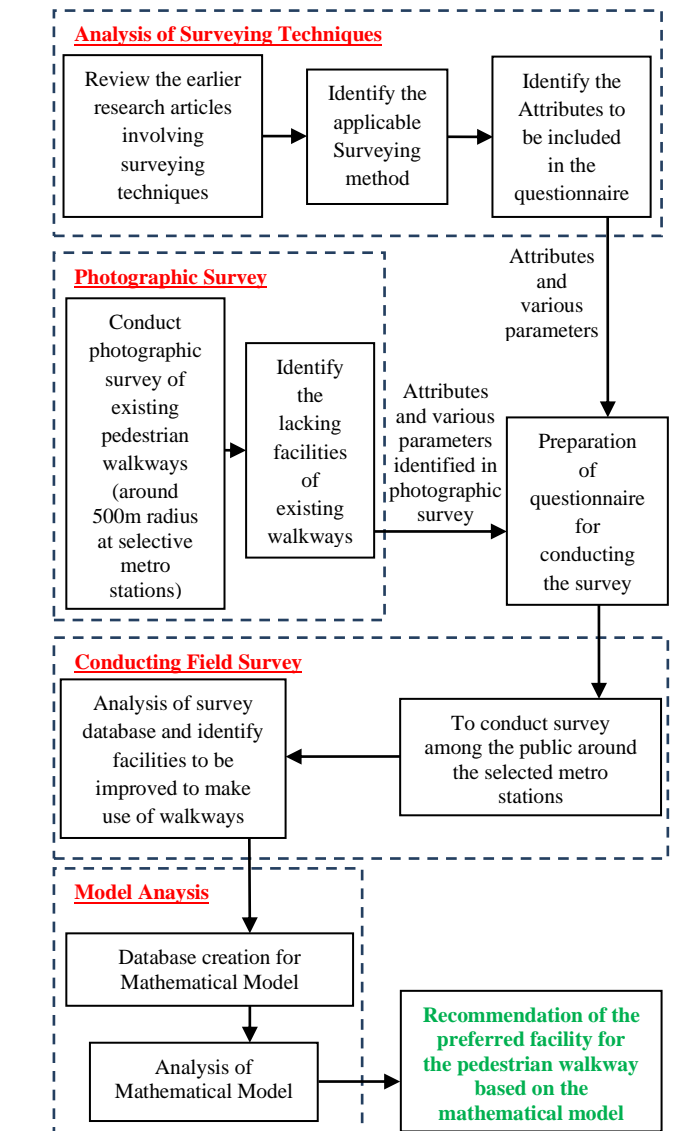 Analysis of Surveying Techniques
Review the earlier
research articles
involving
surveying
techniques
Identify the
applicable
Surveying
method
Identify the
Attributes to
be included
in the
questionnaire
Attributes
and
various
parameters
Photographic Survey
Conduct
photographic
survey of
existing
pedestrian
walkways
(around
500m radius
at selective
metro
stations)
Identify
the
lacking
facilities
of
existing
walkways
Attributes
and various
parameters
identified in
photographic
survey
Preparation
of
questionnaire
for
conducting
the survey
Conducting Field Survey
Analysis of survey
database and identify
facilities to be
improved to make
use of walkways
To conduct survey
among the public around
the selected metro
stations
Model Anaysis
Database creation for
Mathematical Model
Analysis of
Mathematical Model
Recommendation of the
preferred facility for
the pedestrian walkway
based on the
mathematical model